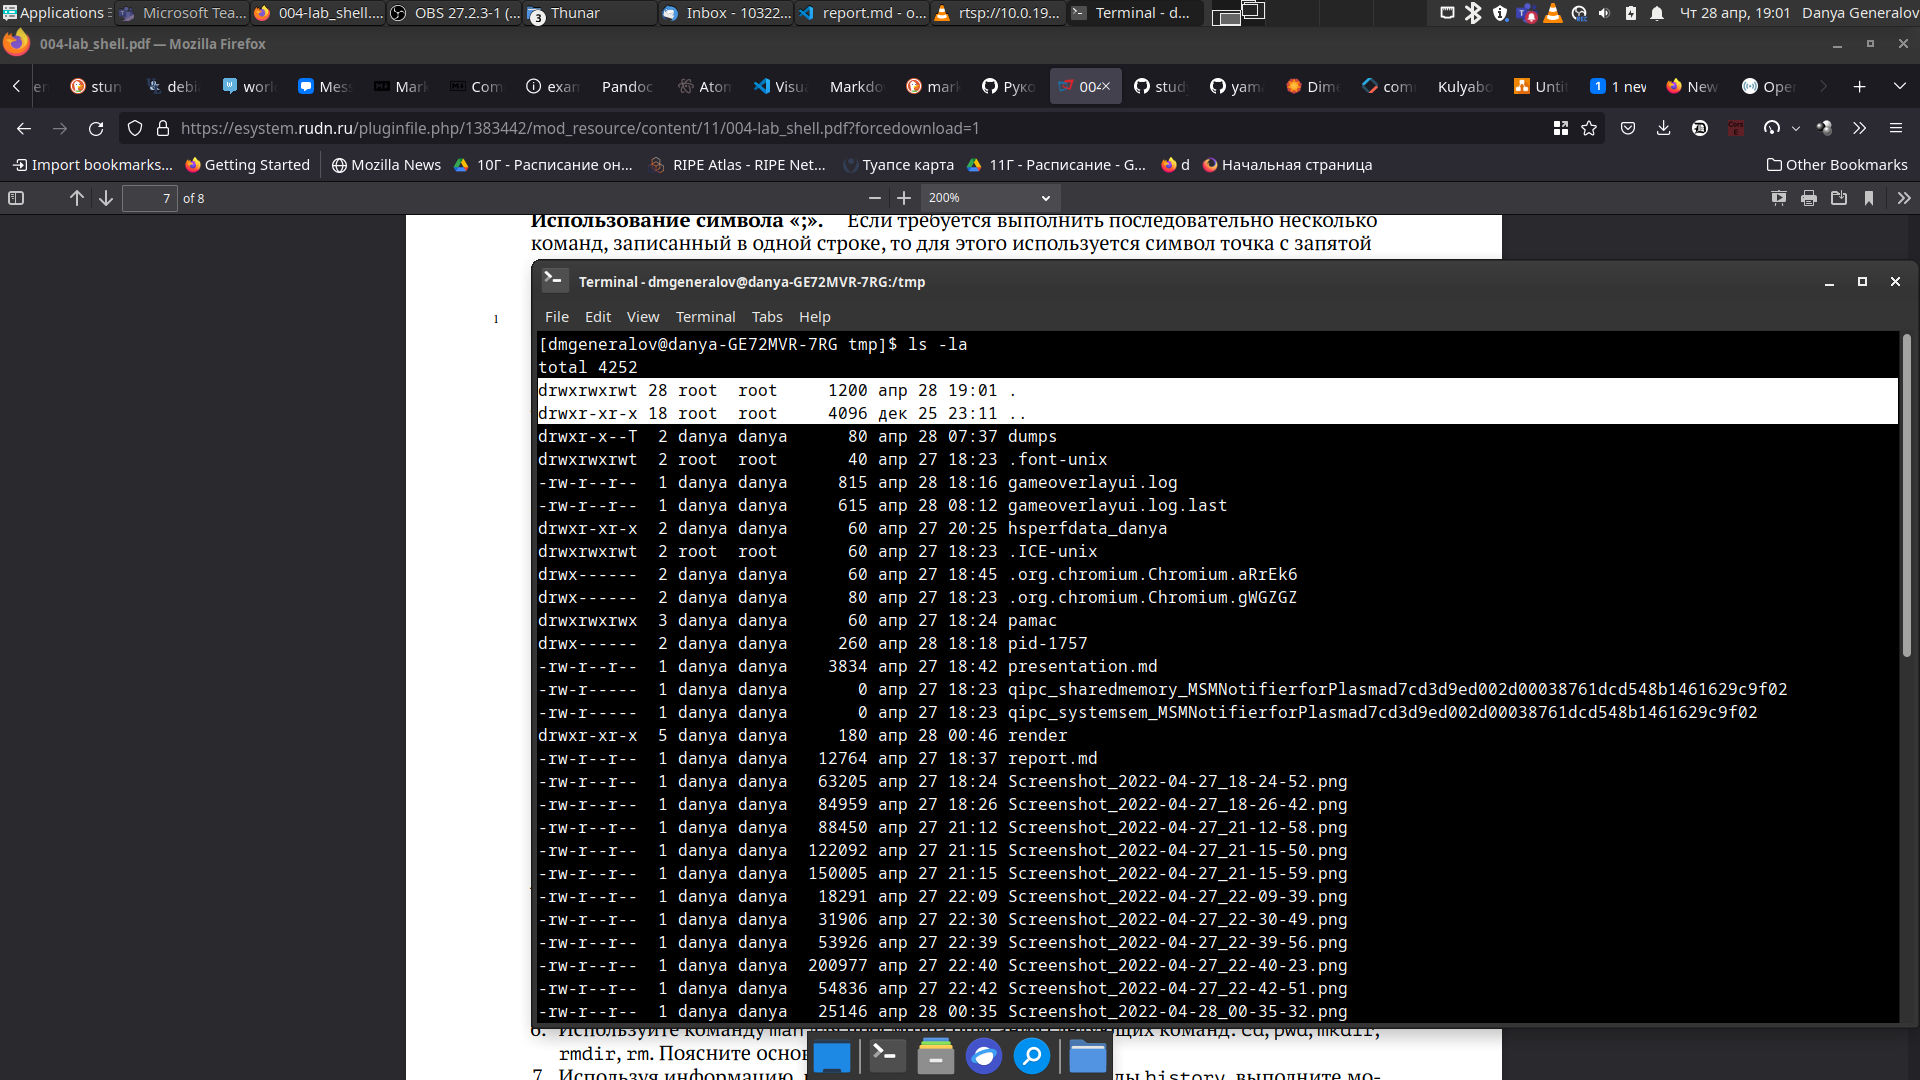 Applications
Microsoft Tea...
004-lab_shell....
OBS 27.2.3-1 (...
3 Thunar
Inbox - 10322...
report.md - o...
rtsp://10.0.19...
Terminal - d...
Чт 28 апр, 19:01
Danya Generalov
004-lab_shell.pdf — Mozilla Firefox
stun debi worl Mess Mark Com exam Pandoc Atom Visu Markdo mark Руко 004 stud yam Dime com Kulyabo Unti 1 new New Ope
https://esystem.rudn.ru/pluginfile.php/1383442/mod_resource/content/11/004-lab_shell.pdf?forcedownload=1
Import bookmarks... Getting Started Mozilla News 10Г - Расписание он... RIPE Atlas - RIPE Net... Туапсе карта 11Г - Расписание - G... d Начальная страница Other Bookmarks
7 of 8 200%
Использование символа «;». Если требуется выполнить последовательно несколько
команд, записанный в одной строке, то для этого используется символ точка с запятой
1
Terminal - dmgeneralov@danya-GE72MVR-7RG:/tmp
File Edit View Terminal Tabs Help
[dmgeneralov@danya-GE72MVR-7RG tmp]$ ls -la
total 4252
drwxrwxrwt 28 root  root     1200 апр 28 19:01 .
drwxr-xr-x 18 root  root     4096 дек 25 23:11 ..
drwxr-x--T  2 danya danya      80 апр 28 07:37 dumps
drwxrwxrwt  2 root  root       40 апр 27 18:23 .font-unix
-rw-r--r--  1 danya danya     815 апр 28 18:16 gameoverlayui.log
-rw-r--r--  1 danya danya     615 апр 28 08:12 gameoverlayui.log.last
drwxr-xr-x  2 danya danya      60 апр 27 20:25 hsperfdata_danya
drwxrwxrwt  2 root  root       60 апр 27 18:23 .ICE-unix
drwx------  2 danya danya      60 апр 27 18:45 .org.chromium.Chromium.aRrEk6
drwx------  2 danya danya      80 апр 27 18:23 .org.chromium.Chromium.gWGZGZ
drwxrwxrwx  3 danya danya      60 апр 27 18:24 pamac
drwx------  2 danya danya     260 апр 28 18:18 pid-1757
-rw-r--r--  1 danya danya    3834 апр 27 18:42 presentation.md
-rw-r-----  1 danya danya       0 апр 27 18:23 qipc_sharedmemory_MSMNotifierforPlasmad7cd3d9ed002d00038761dcd548b1461629c9f02
-rw-r-----  1 danya danya       0 апр 27 18:23 qipc_systemsem_MSMNotifierforPlasmad7cd3d9ed002d00038761dcd548b1461629c9f02
drwxr-xr-x  5 danya danya     180 апр 28 00:46 render
-rw-r--r--  1 danya danya   12764 апр 27 18:37 report.md
-rw-r--r--  1 danya danya   63205 апр 27 18:24 Screenshot_2022-04-27_18-24-52.png
-rw-r--r--  1 danya danya   84959 апр 27 18:26 Screenshot_2022-04-27_18-26-42.png
-rw-r--r--  1 danya danya   88450 апр 27 21:12 Screenshot_2022-04-27_21-12-58.png
-rw-r--r--  1 danya danya  122092 апр 27 21:15 Screenshot_2022-04-27_21-15-50.png
-rw-r--r--  1 danya danya  150005 апр 27 21:15 Screenshot_2022-04-27_21-15-59.png
-rw-r--r--  1 danya danya   18291 апр 27 22:09 Screenshot_2022-04-27_22-09-39.png
-rw-r--r--  1 danya danya   31906 апр 27 22:30 Screenshot_2022-04-27_22-30-49.png
-rw-r--r--  1 danya danya   53926 апр 27 22:39 Screenshot_2022-04-27_22-39-56.png
-rw-r--r--  1 danya danya  200977 апр 27 22:40 Screenshot_2022-04-27_22-40-23.png
-rw-r--r--  1 danya danya   54836 апр 27 22:42 Screenshot_2022-04-27_22-42-51.png
-rw-r--r--  1 danya danya   25146 апр 28 00:35 Screenshot_2022-04-28_00-35-32.png
6. Используйте команду man команд: cd, pwd, mkdir,
rmdir, rm. Поясните основ
7. Используя информацию, history, выполните мо-